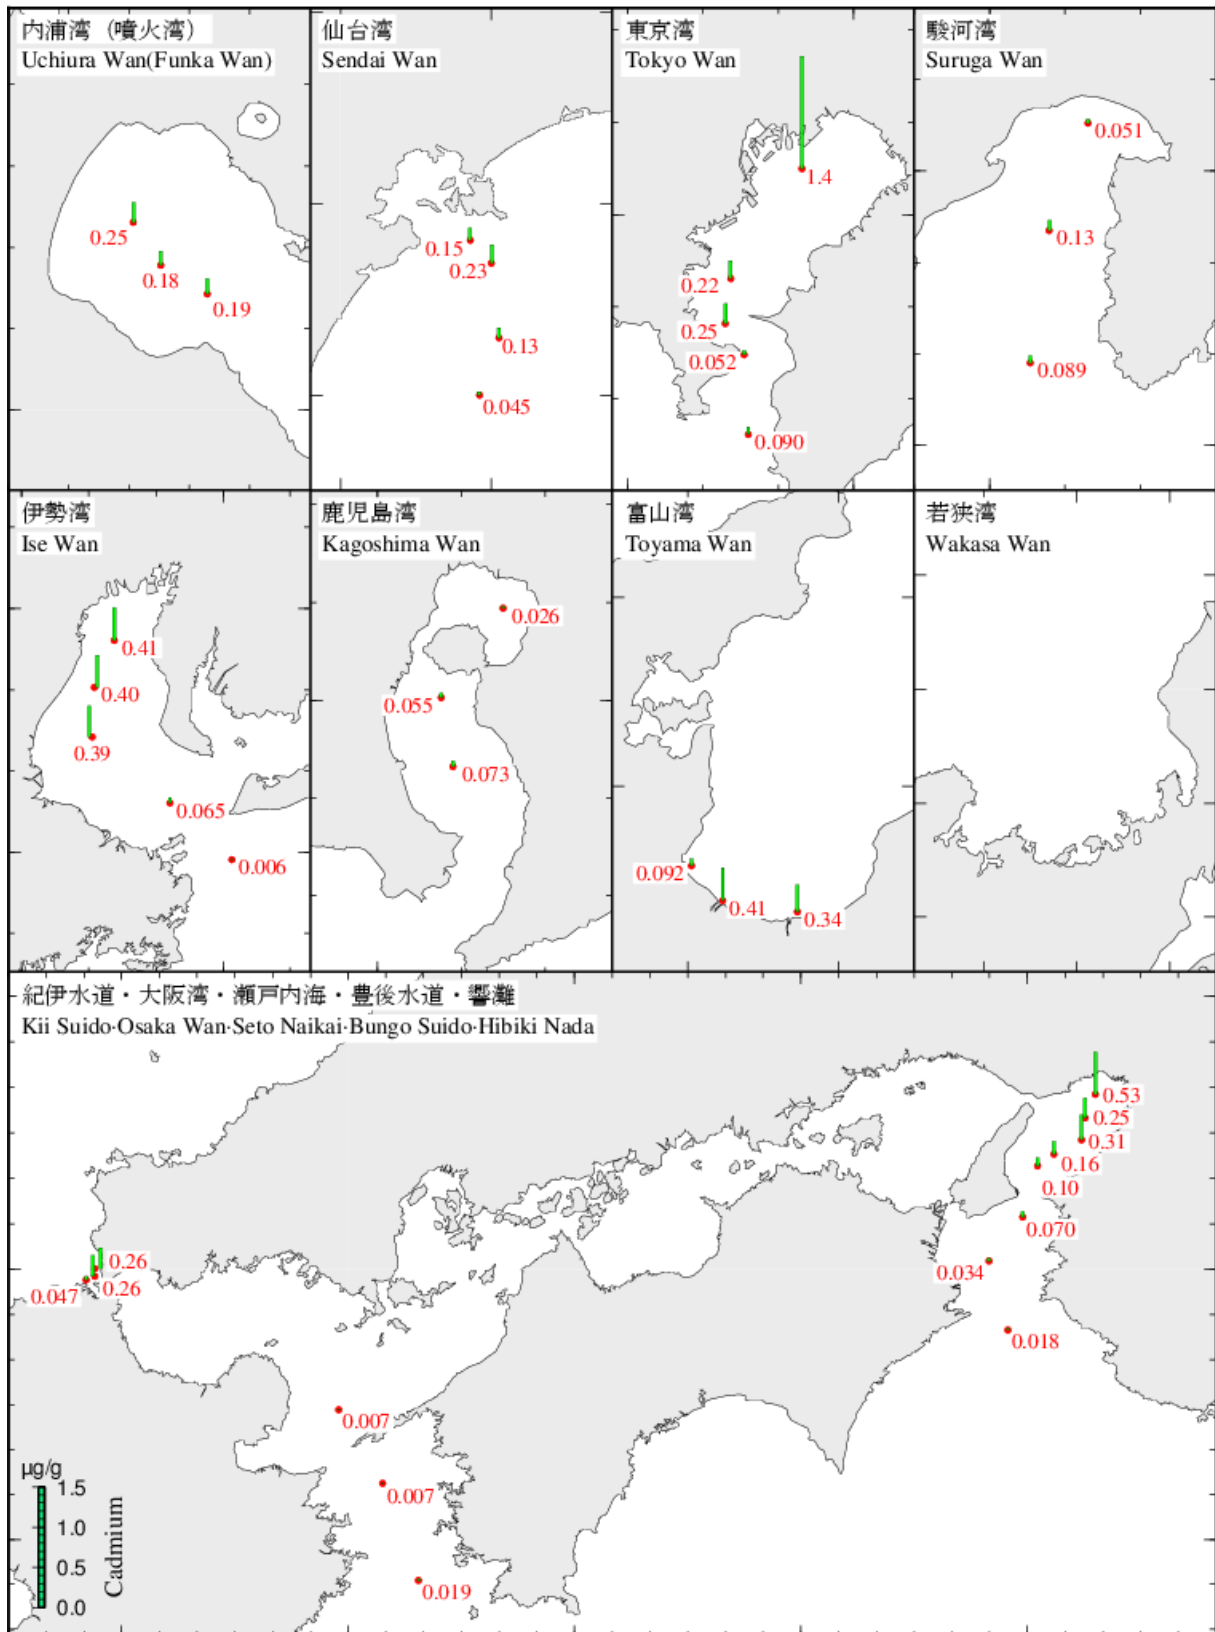 内浦湾（噴火湾）
Uchiura Wan(Funka Wan)
0.25
0.18
0.19
仙台湾
Sendai Wan
0.15
0.23
0.13
0.045
東京湾
Tokyo Wan
1.4
0.22
0.25
0.052
0.090
駿河湾
Suruga Wan
0.051
0.13
0.089
伊勢湾
Ise Wan
0.41
0.40
0.39
0.065
0.006
鹿児島湾
Kagoshima Wan
0.026
0.055
0.073
富山湾
Toyama Wan
0.092
0.41
0.34
若狭湾
Wakasa Wan
紀伊水道・大阪湾・瀬戸内海・豊後水道・響灘
Kii Suido·Osaka Wan·Seto Naikai·Bungo Suido·Hibiki Nada
0.53
0.25
0.31
0.16
0.10
0.070
0.034
0.018
0.26
0.26
0.047
0.007
0.007
0.019
μg/g
1.5
1.0
0.5
0.0
Cadmium